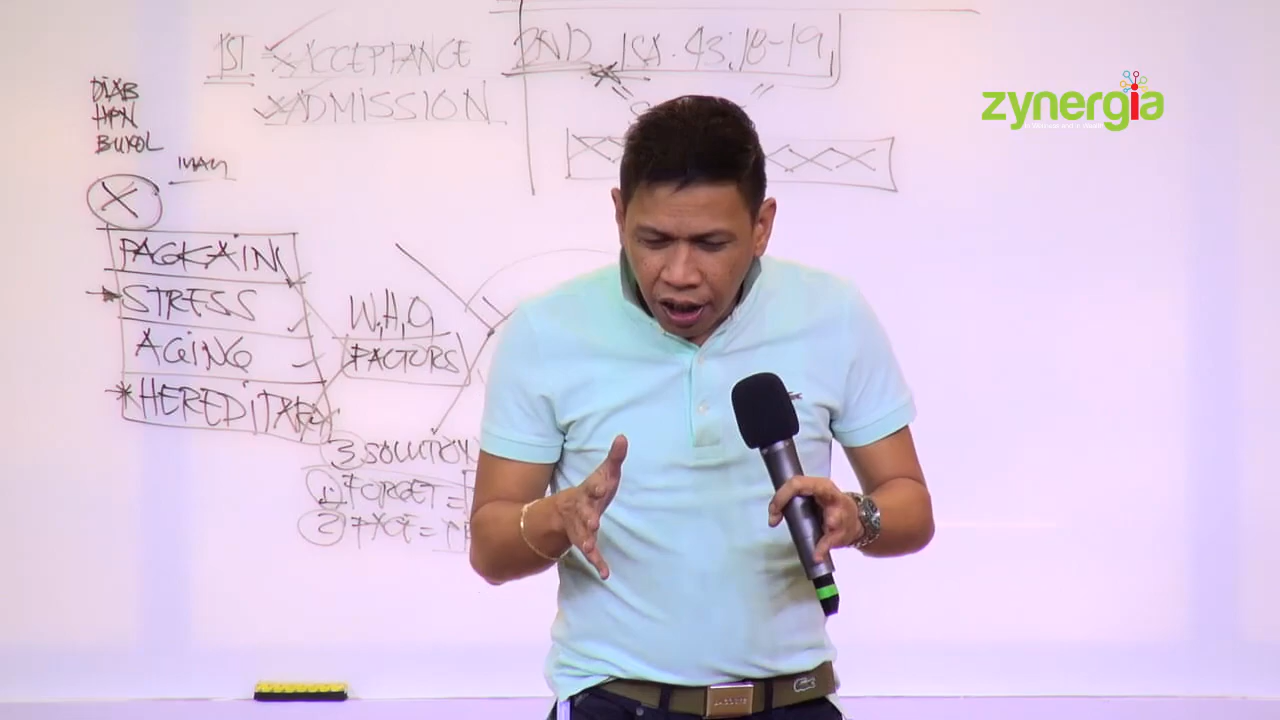 1ST ACCEPTANCE
ADMISSION
2ND ISA. 43:18-19
DIAB
HPN
BUKOL
X
PAGKAIN
STRESS
AGING
HEREDITARY
W.H.O
FACTORS
3 SOLUTION
1. FORGET =
2 FACE =
zynergia
LACOSTE